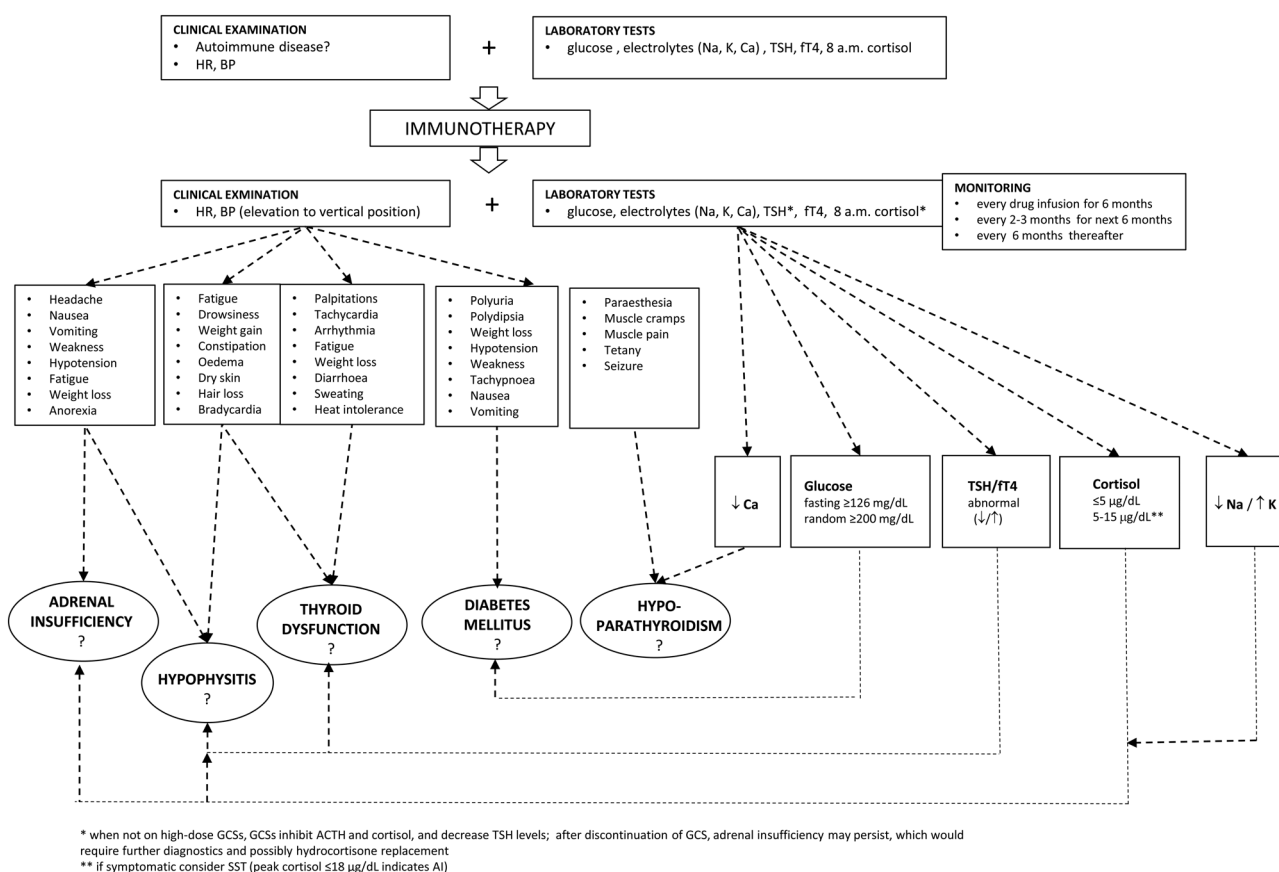 CLINICAL EXAMINATION
• Autoimmune disease?
• HR, BP
+
LABORATORY TESTS
• glucose , electrolytes (Na, K, Ca) , TSH, fT4, 8 a.m. cortisol
IMMUNOTHERAPY
CLINICAL EXMINATION
• HR, BP (elevation to vertical position)
+
LABORATORY TESTS
• glucose, electrolytes (Na, K, Ca), TSH*, fT4, 8 a.m. cortisol*
MONITORING
• every drug infusion for 6 months
• every 2-3 months for next 6 months
• every 6 months thereafter
• Headache
• Nausea
• Vomiting
• Weakness
• Hypotension
• Fatigue
• Weight loss
• Anorexia
• Fatigue
• Drowsiness
• Weight gain
• Constipation
• Oedema
• Dry skin
• Hair loss
• Bradycardia
• Palpitations
• Tachycardia
• Arrhythmia
• Fatigue
• Weight loss
• Diarrhoea
• Sweating
• Heat intolerance
• Polyuria
• Polydipsia
• Weight loss
• Hypotension
• Weakness
• Tachypnoea
• Nausea
• Vomiting
• Paraesthesia
• Muscle cramps
• Muscle pain
• Tetany
• Seizure
↓ Ca
Glucose
fasting ≥126 mg/dL
random ≥200 mg/dL
TSH/fT4
abnormal
(↓/↑)
Cortisol
≤5 µg/dL
5-15 µg/dL**
↓ Na / ↑ K
ADRENAL
INSUFFICIENCY
?
HYPOPHYSITIS
?
THYROID
DYSFUNCTION
?
DIABETES
MELLITUS
?
HYPO-
PARATHYROIDISM
?
* when not on high-dose GCSs, GCSs inhibit ACTH and cortisol, and decrease TSH levels; after discontinuation of GCS, adrenal insufficiency may persist, which would
require further diagnostics and possibly hydrocortisone replacement
** if symptomatic consider SST (peak cortisol ≤18 µg/dL indicates AI)